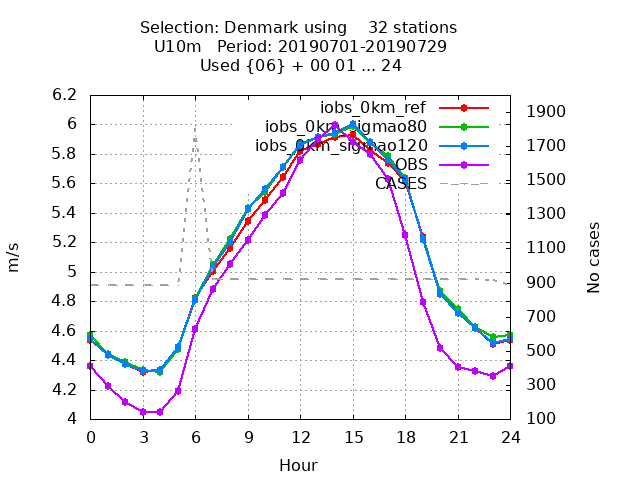 Selection: Denmark using 32 stations
U10m Period: 20190701-20190729
Used {06} + 00 01 ... 24
iobs_0km_ref
iobs_0km_sigmao80
iobs_0km_sigmao120
OBS
CASES
6.2
6
5.8
5.6
5.4
5.2
5
4.8
4.6
4.4
4.2
4
m/s
1900
1700
1500
1300
1100
900
700
500
300
100
No cases
0 3 6 9 12 15 18 21 24
Hour